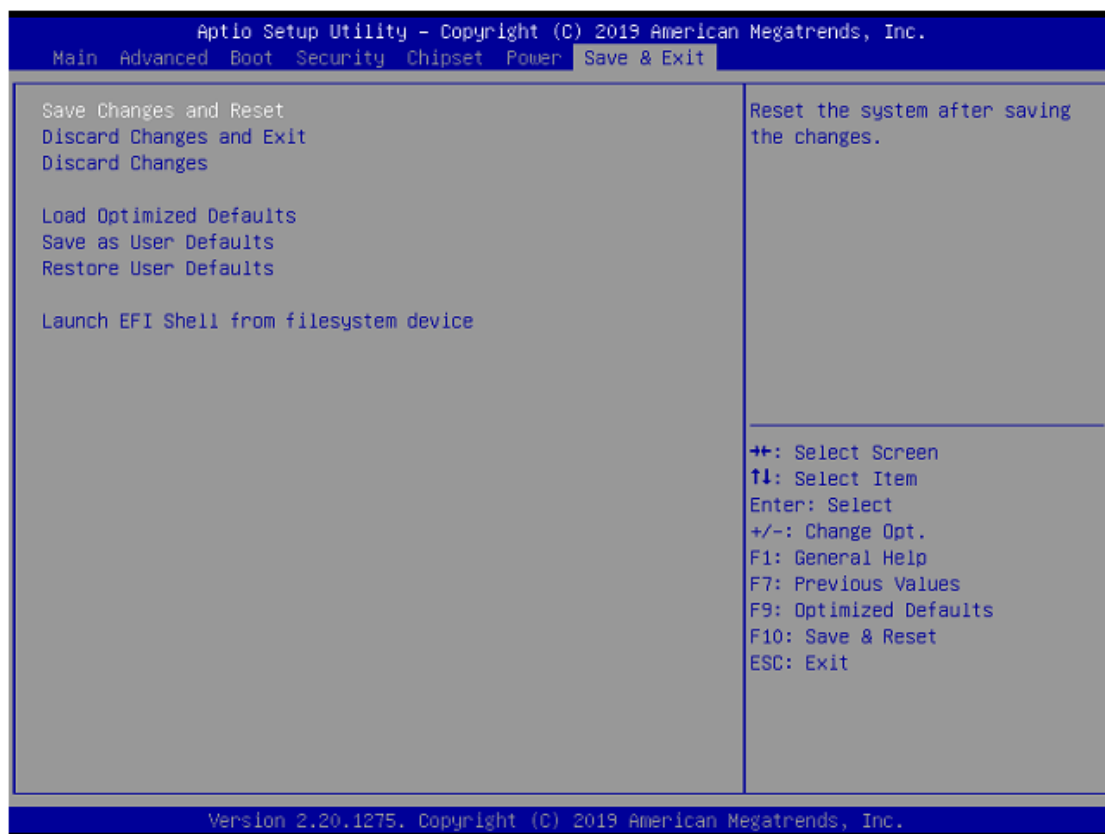 Aptio Setup Utility – Copyright (C) 2019 American Megatrends, Inc.
Main Advanced Boot Security Chipset Power Save & Exit
Save Changes and Reset
Discard Changes and Exit
Discard Changes
Load Optimized Defaults
Save as User Defaults
Restore User Defaults
Launch EFI Shell from filesystem device
Reset the system after saving
the changes.
→←: Select Screen
↑↓: Select Item
Enter: Select
+/-: Change Opt.
F1: General Help
F7: Previous Values
F9: Optimized Defaults
F10: Save & Reset
ESC: Exit
Version 2.20.1275. Copyright (C) 2019 American Megatrends, Inc.